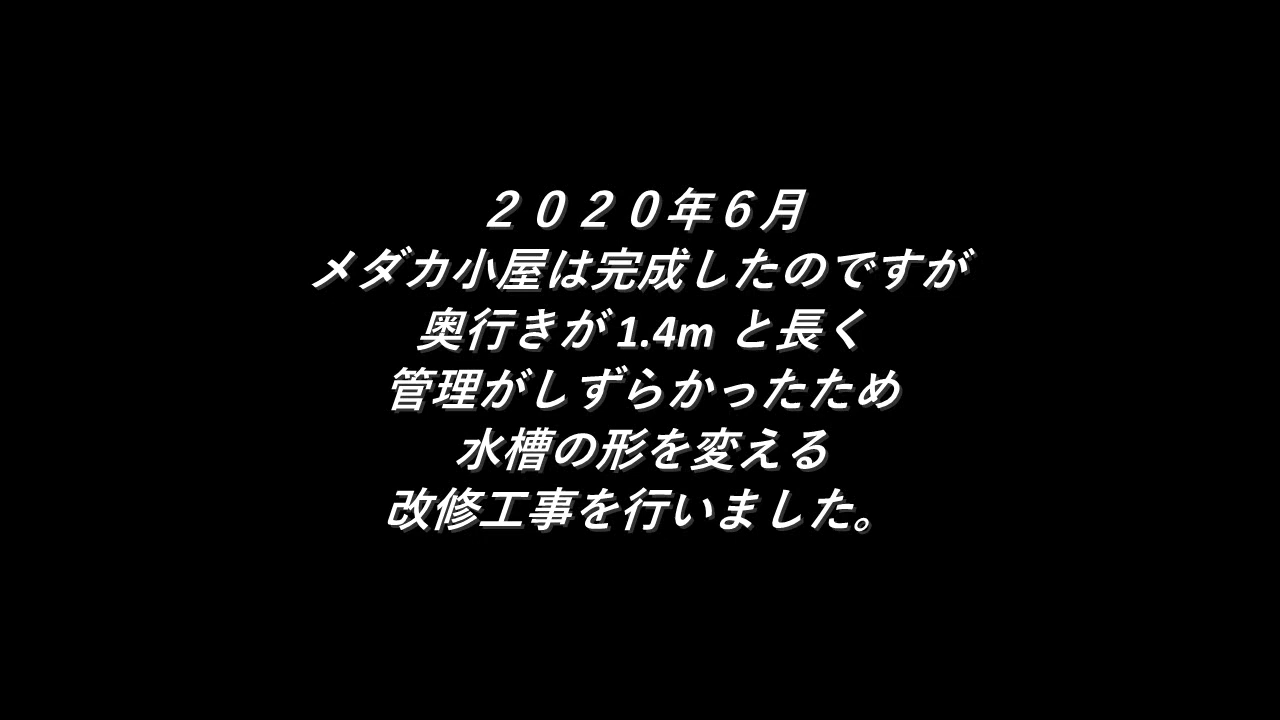 ２０２０年６月
メダカ小屋は完成したのですが
奥行きが1.4m と長く
管理がしずらかったため
水槽の形を変える
改修工事を行いました。